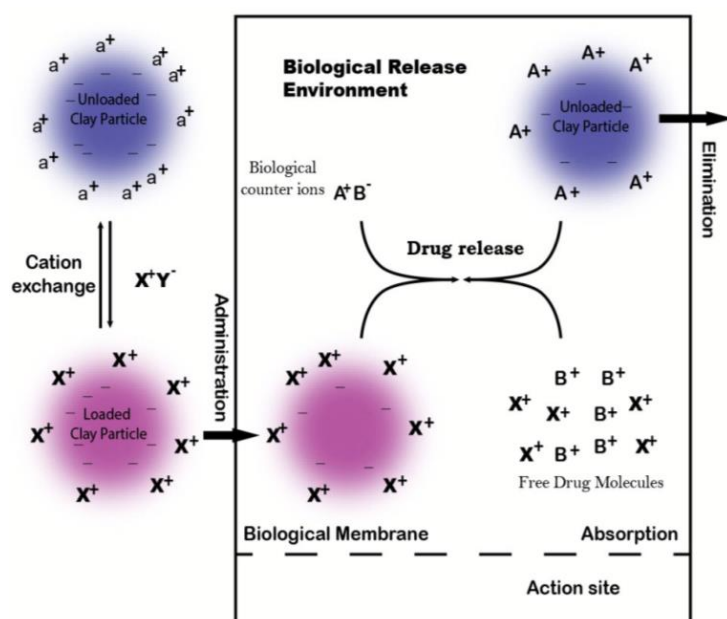 a⁺
a⁺
a⁺
a⁺
a⁺
Unloaded
Clay Particle
a⁺
a⁺
a⁺
a⁺
a⁺
a⁺
a⁺
Cation
exchange
X⁺Y⁻
X⁺
X⁺
X⁺
Loaded
Clay Particle
X⁺
X⁺
X⁺
X⁺
Administration
Biological Release
Environment
Biological
counter ions
A⁺B⁻
Drug release
A+
A+
A+
Unloaded
Clay Particle
A+
A+
A+
Elimination
X⁺
X⁺
X⁺
X⁺
X⁺
X⁺
X⁺
B⁺ B⁺
X⁺ X⁺ B⁺ X⁺
X⁺ B⁺ B⁺ X⁺
Free Drug Molecules
Biological Membrane
Absorption
Action site